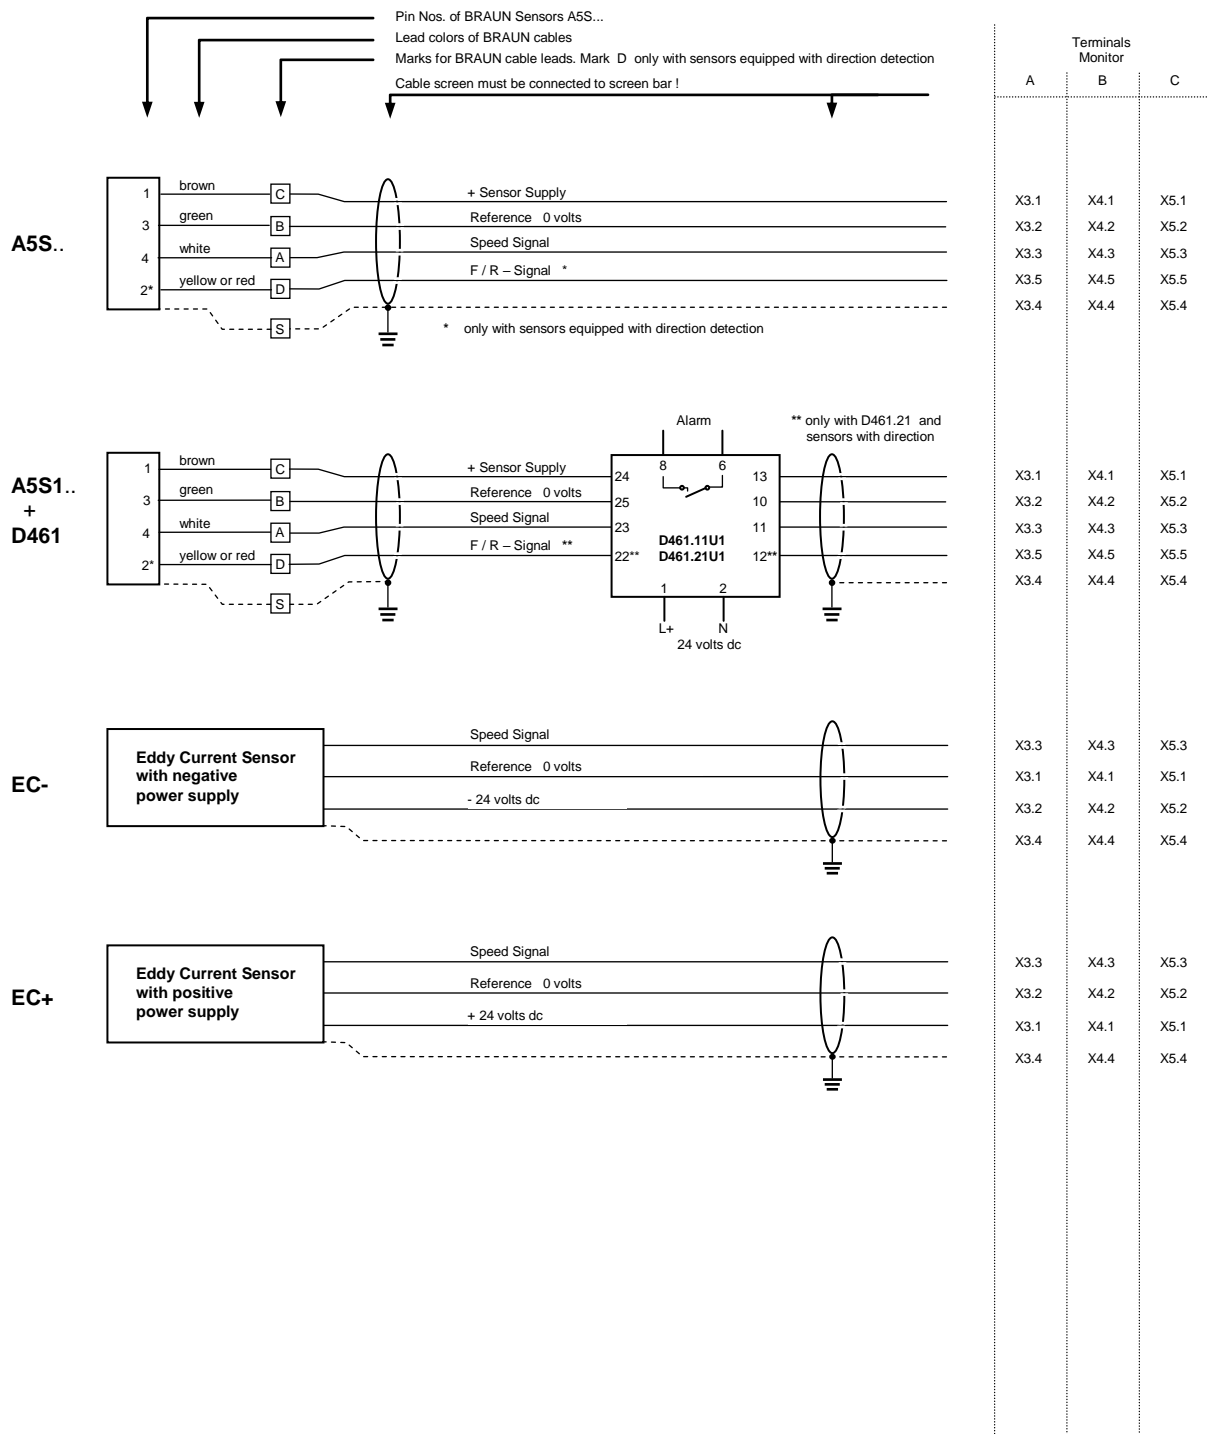 Pin Nos. of BRAUN Sensors A5S...
Lead colors of BRAUN cables
Marks for BRAUN cable leads. Mark D only with sensors equipped with direction detection
Cable screen must be connected to screen bar !
Terminals
Monitor
A B C
A5S..
1 brown C + Sensor Supply X3.1 X4.1 X5.1
3 green B Reference 0 volts X3.2 X4.2 X5.2
4 white A Speed Signal X3.3 X4.3 X5.3
2* yellow or red D F / R – Signal * X3.5 X4.5 X5.5
X3.4 X4.4 X5.4
S * only with sensors equipped with direction detection
Alarm ** only with D461.21 and
sensors with direction
A5S1..
+
D461
8 6
1 brown C + Sensor Supply 24 13 X3.1 X4.1 X5.1
3 green B Reference 0 volts 25 10 X3.2 X4.2 X5.2
4 white A Speed Signal 23 11 X3.3 X4.3 X5.3
D461.11U1
D461.21U1
2* yellow or red D F / R – Signal ** 22** 12** X3.5 X4.5 X5.5
X3.4 X4.4 X5.4
S
1 2
L+ N
24 volts dc
EC-
Eddy Current Sensor
with negative
power supply
Speed Signal X3.3 X4.3 X5.3
Reference 0 volts X3.1 X4.1 X5.1
- 24 volts dc X3.2 X4.2 X5.2
X3.4 X4.4 X5.4
EC+
Eddy Current Sensor
with positive
power supply
Speed Signal X3.3 X4.3 X5.3
Reference 0 volts X3.2 X4.2 X5.2
+ 24 volts dc X3.1 X4.1 X5.1
X3.4 X4.4 X5.4